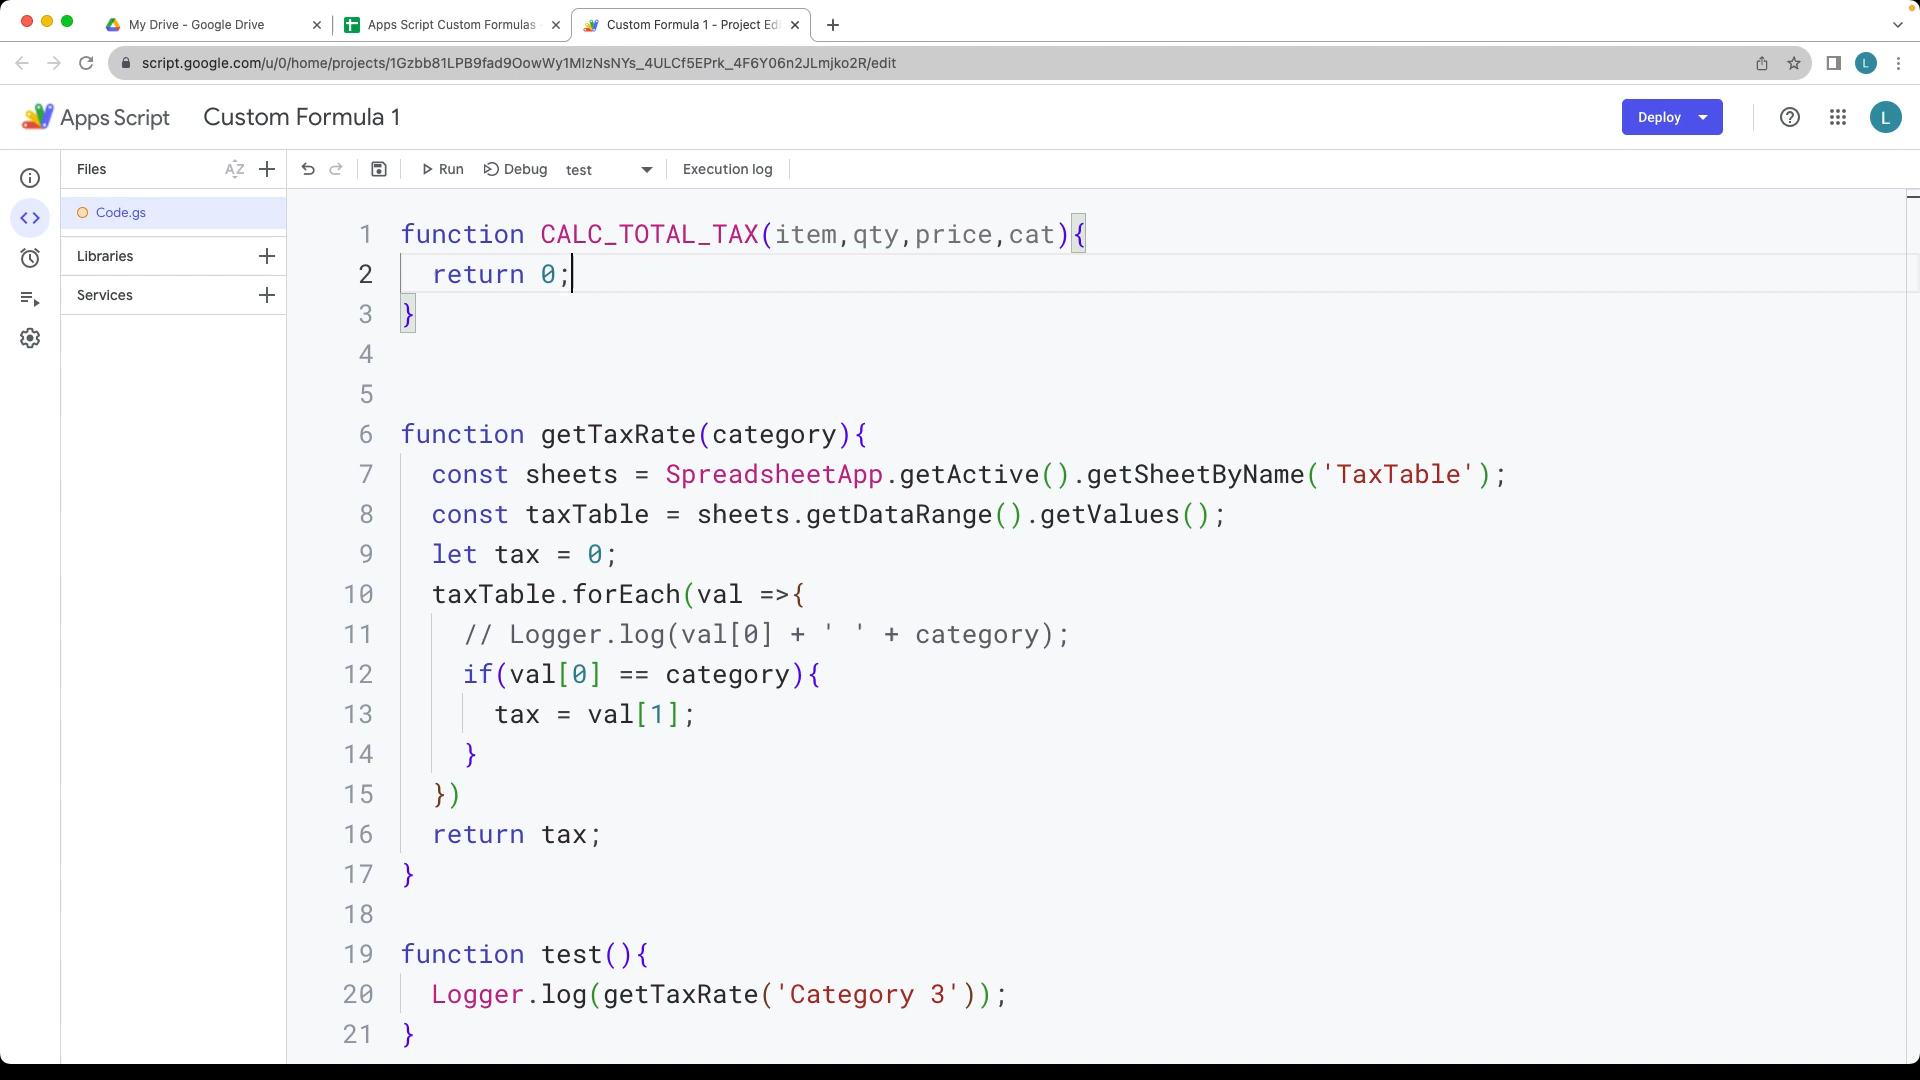 My Drive - Google Drive
Apps Script Custom Formulas
Custom Formula 1 - Project Edi
script.google.com/u/0/home/projects/1Gzbb81LPB9fad9OowWy1MlzNsNYs_4ULCf5EPrk_4F6Y06n2JLmjko2R/edit
L
Apps Script Custom Formula 1
Deploy
L
Files
AZ
Run Debug test Execution log
Code.gs
Libraries
Services
1 function CALC_TOTAL_TAX(item,qty,price,cat){
2   return 0;
3 }
4
5
6 function getTaxRate(category){
7   const sheets = SpreadsheetApp.getActive().getSheetByName('TaxTable');
8   const taxTable = sheets.getDataRange().getValues();
9   let tax = 0;
10   taxTable.forEach(val =>{
11     // Logger.log(val[0] + ' ' + category);
12     if(val[0] == category){
13       tax = val[1];
14     }
15   })
16   return tax;
17 }
18
19 function test(){
20   Logger.log(getTaxRate('Category 3'));
21 }